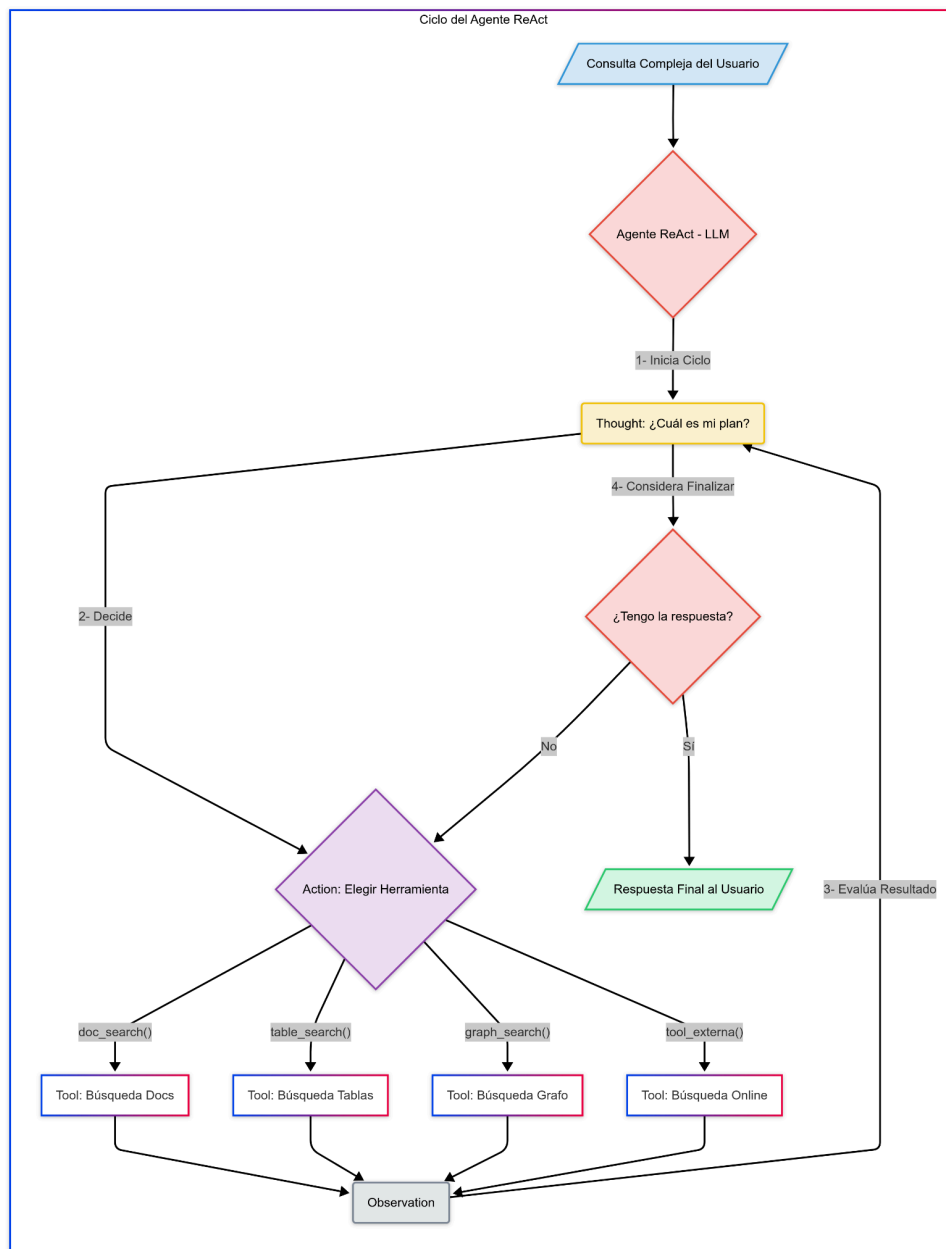 Ciclo del Agente ReAct
Consulta Compleja del Usuario
Agente ReAct - LLM
1- Inicia Ciclo
Thought: ¿Cuál es mi plan?
4- Considera Finalizar
2- Decide
¿Tengo la respuesta?
No
Sí
Action: Elegir Herramienta
Respuesta Final al Usuario
3- Evalúa Resultado
doc_search()
table_search()
graph_search()
tool_externa()
Tool: Búsqueda Docs
Tool: Búsqueda Tablas
Tool: Búsqueda Grafo
Tool: Búsqueda Online
Observation